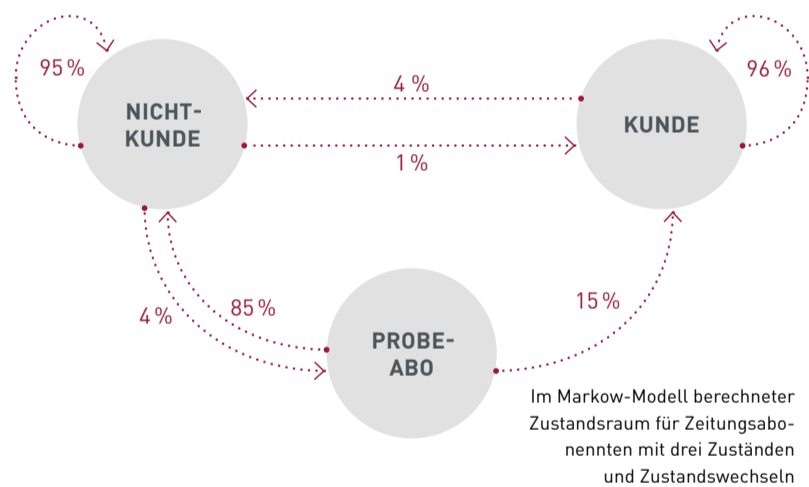 95 %
NICHT-
KUNDE
4 %
1 %
KUNDE
96 %
4 %
85 %
PROBE-
ABO
15 %
Im Markow-Modell berechneter
Zustandsraum für Zeitungsabo-
nennten mit drei Zuständen
und Zustandswechseln